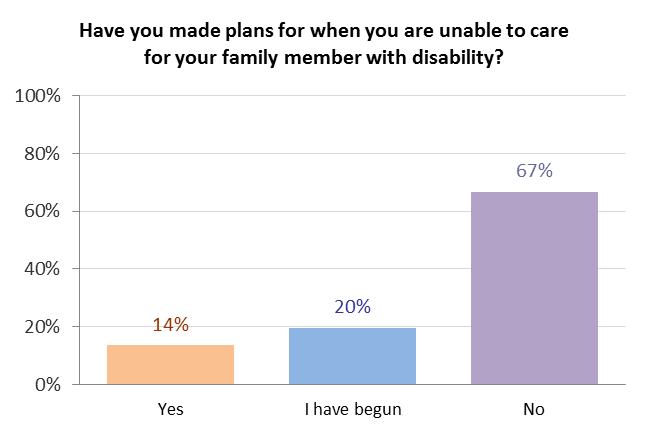 Have you made plans for when you are unable to care
for your family member with disability?
100%
80%
60%
40%
20%
0%
14%
20%
67%
Yes
I have begun
No